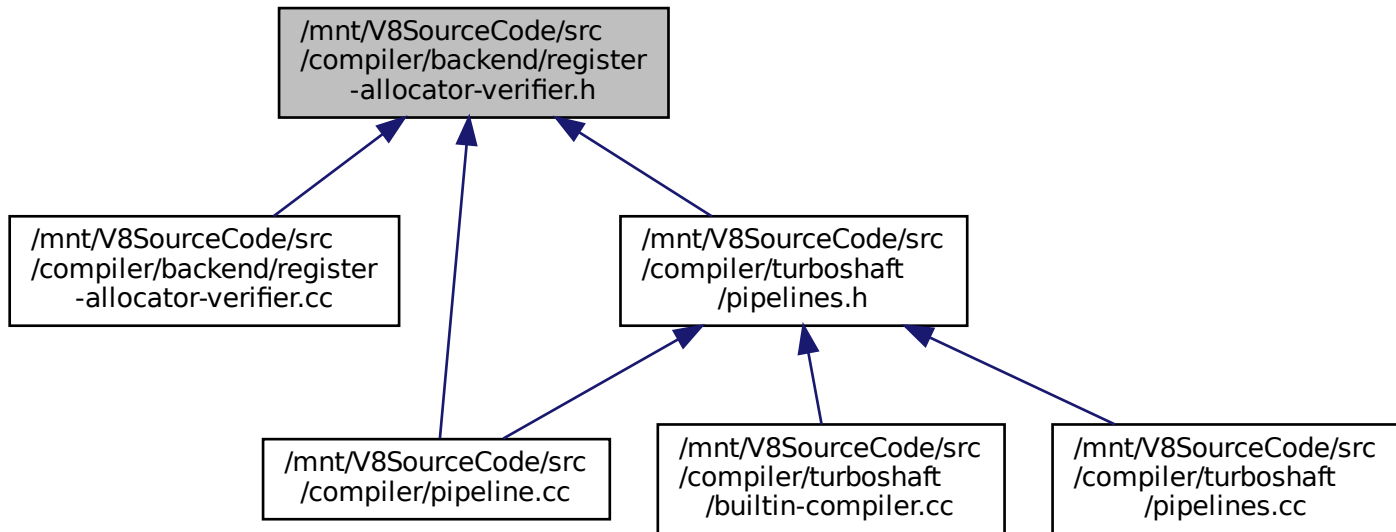 /mnt/V8SourceCode/src
/compiler/backend/register
-allocator-verifier.h
/mnt/V8SourceCode/src
/compiler/backend/register
-allocator-verifier.cc
/mnt/V8SourceCode/src
/compiler/turboshaft
/pipelines.h
/mnt/V8SourceCode/src
/compiler/pipeline.cc
/mnt/V8SourceCode/src
/compiler/turboshaft
/builtin-compiler.cc
/mnt/V8SourceCode/src
/compiler/turboshaft
/pipelines.cc